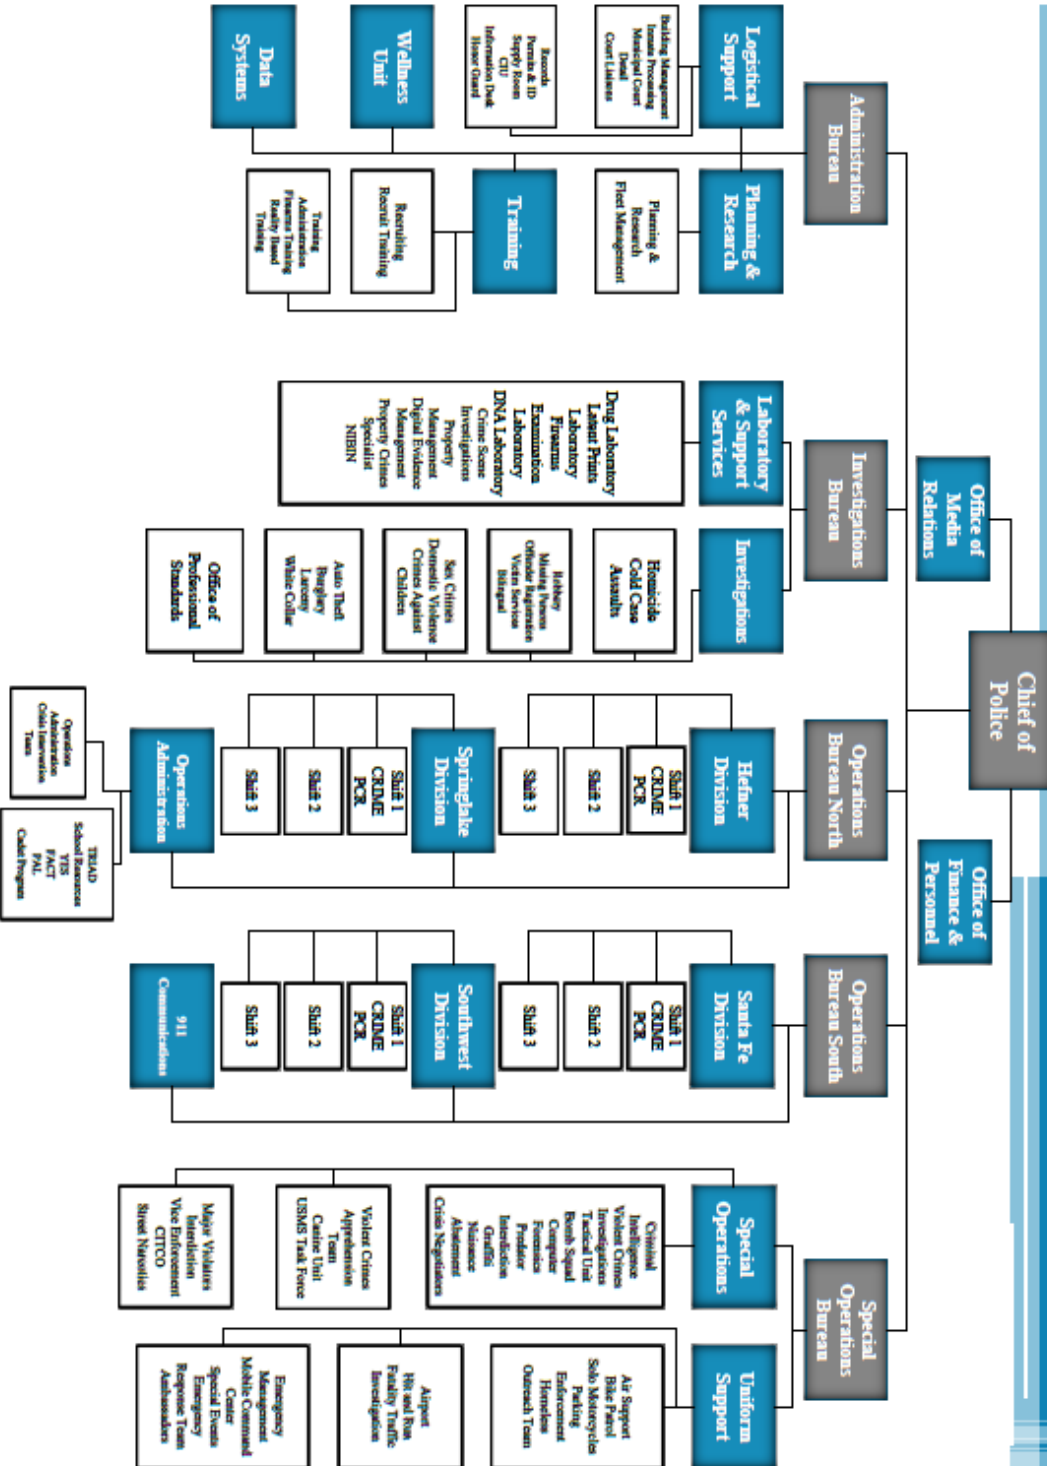 Chief of
Police
Office of
Media
Relations
Office of
Finance &
Personnel
Administration
Bureau
Investigations
Bureau
Operations
Bureau North
Operations
Bureau South
Special
Operations
Bureau
Logistical
Support
Building Management
Inmate Processing
Municipal Court
Detail
Court Liaisons
Records
Permits & ID
Supply Room
CIU
Information Desk
Honor Guard
Planning &
Research
Planning &
Research
Fleet Management
Wellness
Unit
Data
Systems
Training
Recruiting
Recruit Training
Training
Administration
Firearms Training
Reality Based
Training
Laboratory
& Support
Services
Drug Laboratory
Latent Prints
Laboratory
Firearms
Examination
Laboratory
DNA Laboratory
Crime Scene
Investigations
Property
Management
Digital Evidence
Management
Property Crimes
Specialist
NIBIN
Investigations
Homicide
Cold Case
Assaults
Robbery
Missing Persons
Offender Registration
Victim Services
Bilingual
Sex Crimes
Domestic Violence
Crimes Against
Children
Auto Theft
Burglary
Larceny
White Collar
Office of
Professional
Standards
Hefner
Division
Shift 1
CRIME
PCR
Shift 2
Shift 3
Springlake
Division
Shift 1
CRIME
PCR
Shift 2
Shift 3
Operations
Administration
Operations
Administration
Crisis Intervention
Team
TRIAD
School Resources
YES
FACT
PAL
Cadet Program
Santa Fe
Division
Shift 1
CRIME
PCR
Shift 2
Shift 3
Southwest
Division
Shift 1
CRIME
PCR
Shift 2
Shift 3
911
Communications
Special
Operations
Criminal
Intelligence
Violent Crimes
Investigations
Tactical Unit
Bomb Squad
Computer
Forensics
Predator
Interdiction
Graffiti
Nuisance
Abatement
Crisis Negotiators
Violent Crimes
Apprehension
Team
Canine Unit
USMS Task Force
Major Violators
Interdiction
Vice Enforcement
CITCO
Street Narcotics
Uniform
Support
Air Support
Bike Patrol
Solo Motorcycles
Parking
Enforcement
Homeless
Outreach Team
Airport
Hit and Run
Fatality Traffic
Investigation
Emergency
Management
Mobile Command
Center
Special Events
Emergency
Response Team
Ambassadors